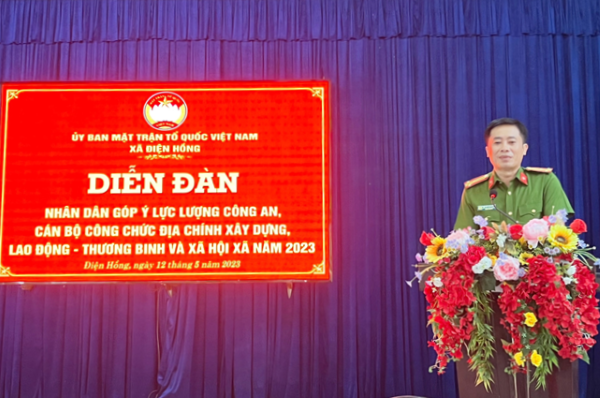 ỦY BAN MẶT TRẬN TỔ QUỐC VIỆT NAM
XÃ ĐIỆN HỒNG
DIỄN ĐÀN
NHÂN DÂN GÓP Ý LỰC LƯỢNG CÔNG AN,
CÁN BỘ CÔNG CHỨC ĐỊA CHÍNH XÂY DỰNG,
LAO ĐỘNG - THƯƠNG BINH VÀ XÃ HỘI XÃ NĂM 2023
Điện Hồng, ngày 12 tháng 5 năm 2023